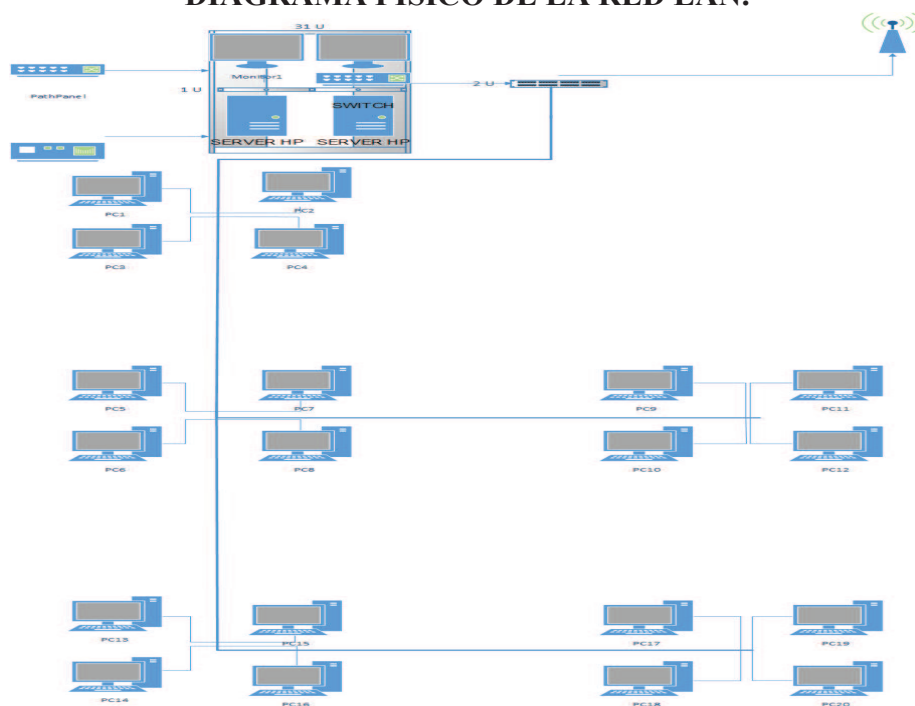 DIAGRAMA FISICO DE LA RED LAN.
31 U
Monitor1
PathPanel
1 U
2 U
SWITCH
SERVER HP SERVER HP
PC1 PC2
PC3 PC4
PC5 PC7 PC9 PC11
PC6 PC8 PC10 PC12
PC13 PC15 PC17 PC19
PC14 PC16 PC18 PC20